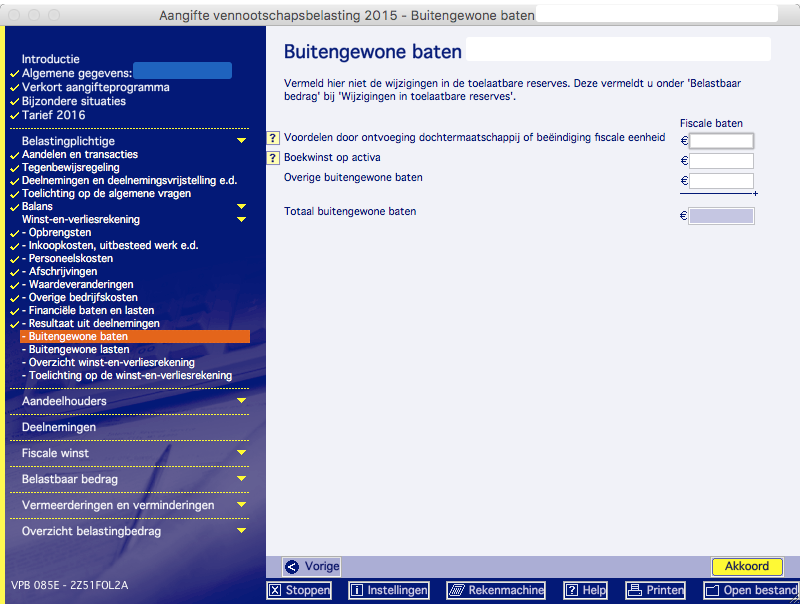 Aangifte vennootschapsbelasting 2015 - Buitengewone baten
Introductie
Algemene gegevens:
Verkort aangifteprogramma
Bijzondere situaties
Tarief 2016
Belastingplichtige
Aandelen en transacties
Tegenbewijsregeling
Deelnemingen en deelnemingsvrijstelling e.d.
Toelichting op de algemene vragen
Balans
Winst-en-verliesrekening
- Opbrengsten
- Inkoopkosten, uitbesteed werk e.d.
- Personeelskosten
- Afschrijvingen
- Waardeveranderingen
- Overige bedrijfskosten
- Financiële baten en lasten
- Resultaat uit deelnemingen
- Buitengewone baten
- Buitengewone lasten
- Overzicht winst-en-verliesrekening
- Toelichting op de winst-en-verliesrekening
Aandeelhouders
Deelnemingen
Fiscale winst
Belastbaar bedrag
Vermeerderingen en verminderingen
Overzicht belastingbedrag
VPB 085E - 2Z51FOL2A
Buitengewone baten
Vermeld hier niet de wijzigingen in de toelaatbare reserves. Deze vermeldt u onder 'Belastbaar
bedrag' bij 'Wijzigingen in toelaatbare reserves'.
Fiscale baten
? Voordelen door ontvoeging dochtermaatschappij of beëindiging fiscale eenheid €
? Boekwinst op activa €
Overige buitengewone baten €
+
Totaal buitengewone baten €
Vorige Akkoord
Stoppen Instellingen Rekenmachine Help Printen Open bestand